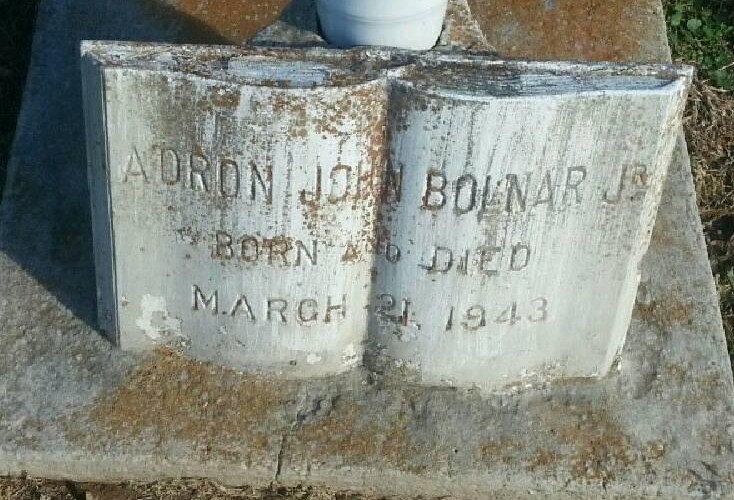 ADRON JOHN BOLNAR JR
BORN AND DIED
MARCH 21, 1943